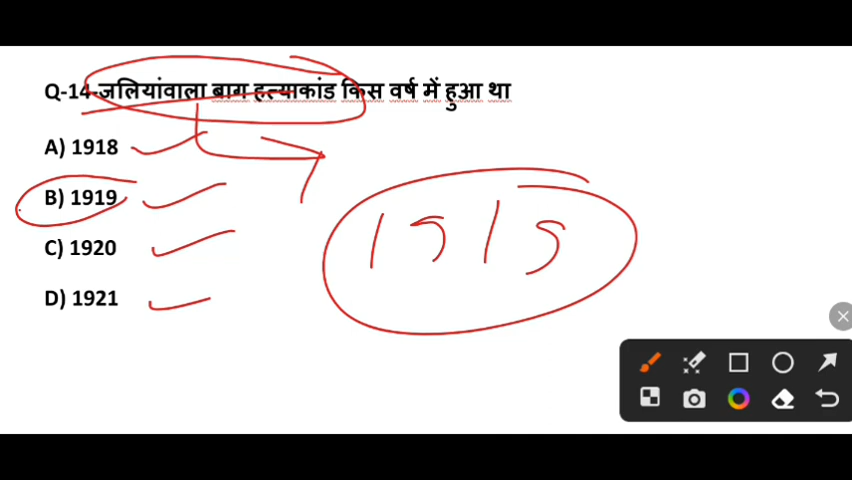 Q-14-जलियांवाला बाग हत्याकांड किस वर्ष में हुआ था
A) 1918
B) 1919
C) 1920
D) 1921
1919